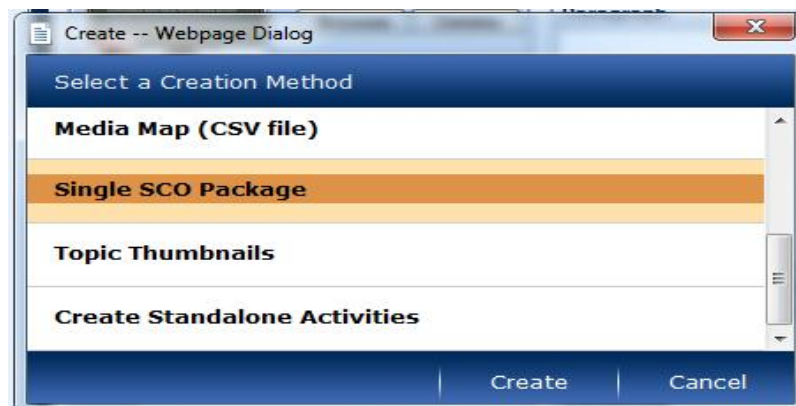 Create -- Webpage Dialog
Select a Creation Method
Media Map (CSV file)
Single SCO Package
Topic Thumbnails
Create Standalone Activities
Create
Cancel